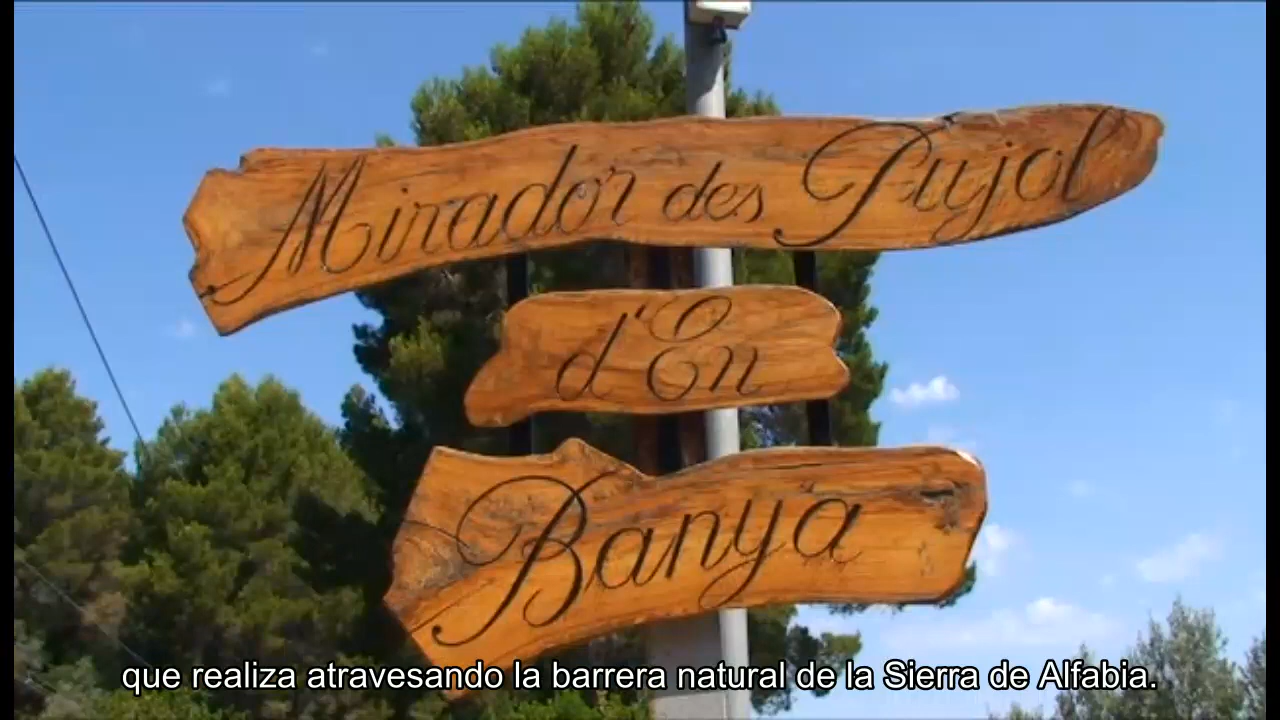 Mirador des Pujol
d'En
Banya
que realiza atravesando la barrera natural de la Sierra de Alfabia.